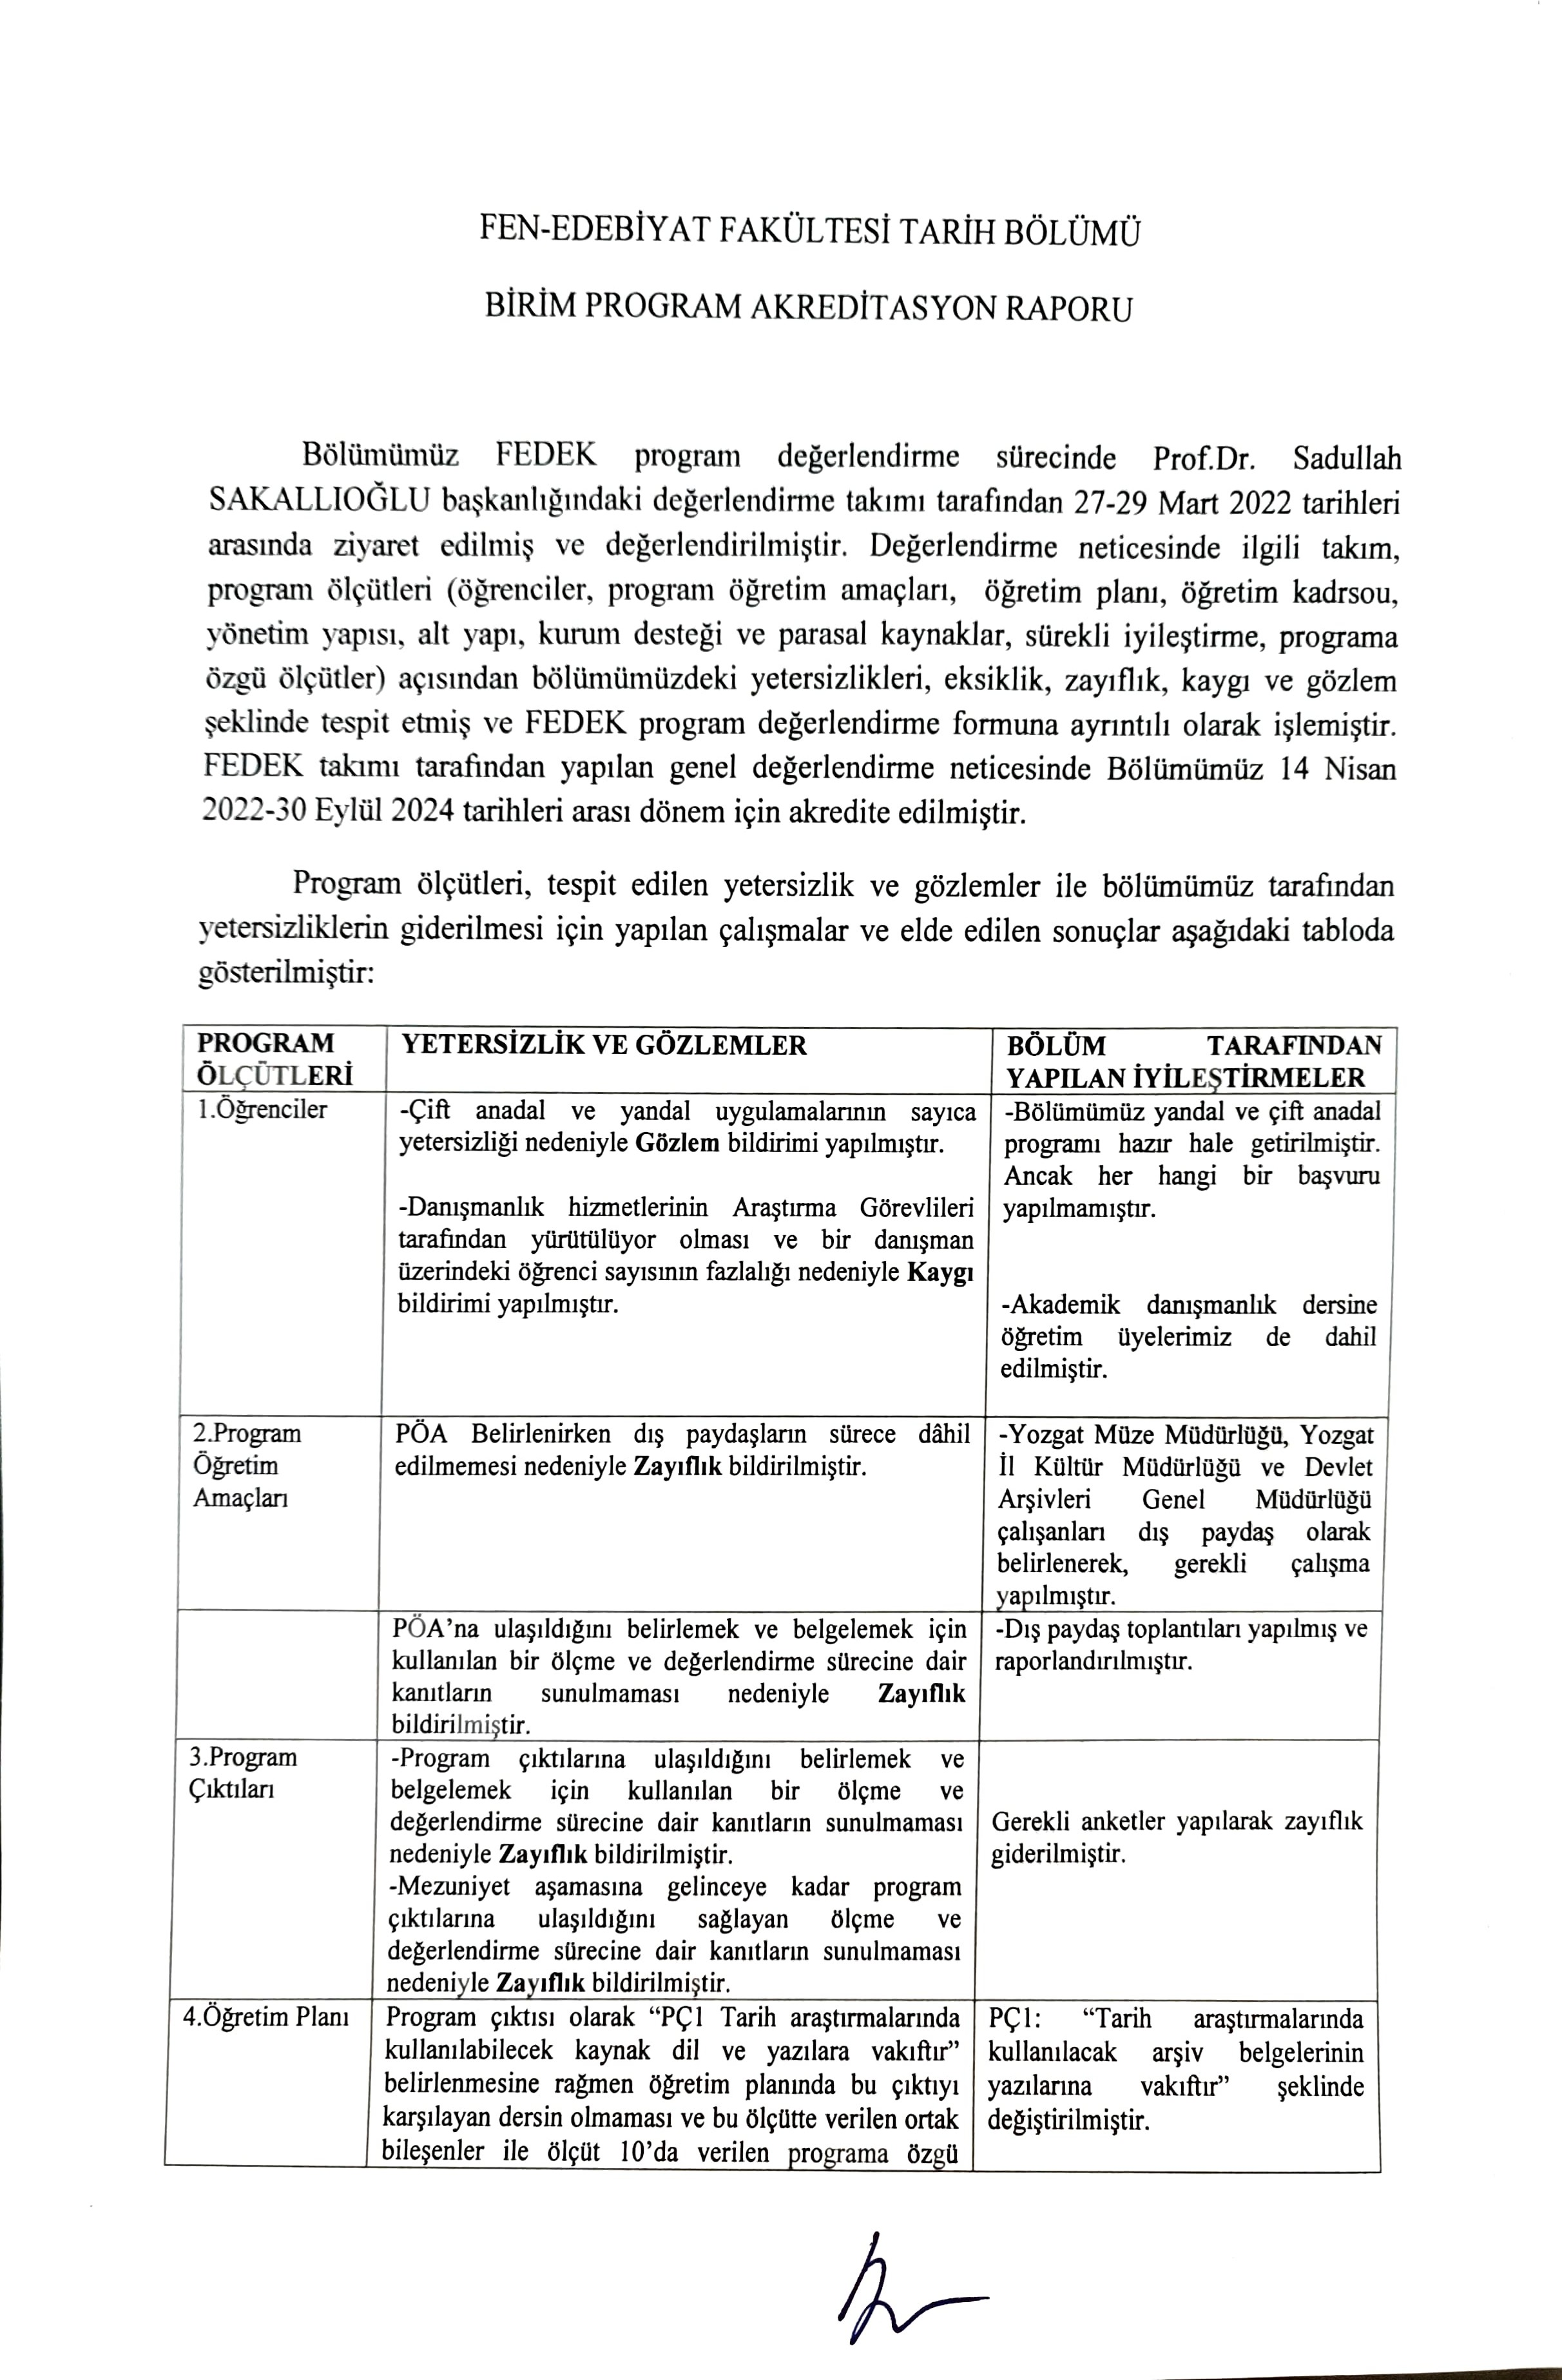 FEN-EDEBİYAT FAKÜLTESİ TARİH BÖLÜMÜ
BİRİM PROGRAM AKREDİTASYON RAPORU
Bölümümüz FEDEK program değerlendirme sürecinde Prof.Dr. Sadullah
SAKALLIOĞLU başkanlığındaki değerlendirme takımı tarafından 27-29 Mart 2022 tarihleri
arasında ziyaret edilmiş ve değerlendirilmiştir. Değerlendirme neticesinde ilgili takım,
program ölçütleri (öğrenciler, program öğretim amaçları, öğretim planı, öğretim kadrsou,
yönetim yapısı, alt yapı, kurum desteği ve parasal kaynaklar, sürekli iyileştirme, programa
özgü ölçütler) açısından bölümümüzdeki yetersizlikleri, eksiklik, zayıflık, kaygı ve gözlem
şeklinde tespit etmiş ve FEDEK program değerlendirme formuna ayrıntılı olarak işlemiştir.
FEDEK takımı tarafından yapılan genel değerlendirme neticesinde Bölümümüz 14 Nisan
2022-30 Eylül 2024 tarihleri arası dönem için akredite edilmiştir.
Program ölçütleri, tespit edilen yetersizlik ve gözlemler ile bölümümüz tarafından
yetersizliklerin giderilmesi için yapılan çalışmalar ve elde edilen sonuçlar aşağıdaki tabloda
gösterilmiştir:
PROGRAM
ÖLÇÜTLERİ
YETERSİZLİK VE GÖZLEMLER
BÖLÜM TARAFINDAN
YAPILAN İYİLEŞTİRMELER
1.Öğrenciler
-Çift anadal ve yandal uygulamalarının sayıca
yetersizliği nedeniyle Gözlem bildirimi yapılmıştır.
-Danışmanlık hizmetlerinin Araştırma Görevlileri
tarafından yürütülüyor olması ve bir danışman
üzerindeki öğrenci sayısının fazlalığı nedeniyle Kaygı
bildirimi yapılmıştır.
-Bölümümüz yandal ve çift anadal
programı hazır hale getirilmiştir.
Ancak her hangi bir başvuru
yapılmamıştır.
-Akademik danışmanlık dersine
öğretim üyelerimiz de dahil
edilmiştir.
2.Program
Öğretim
Amaçları
PÖA Belirlenirken dış paydaşların sürece dâhil
edilmemesi nedeniyle Zayıflık bildirilmiştir.
-Yozgat Müze Müdürlüğü, Yozgat
İl Kültür Müdürlüğü ve Devlet
Arşivleri Genel Müdürlüğü
çalışanları dış paydaş olarak
belirlenerek, gerekli çalışma
yapılmıştır.
PÖA’na ulaşıldığını belirlemek ve belgelemek için
kullanılan bir ölçme ve değerlendirme sürecine dair
kanıtların sunulmaması nedeniyle Zayıflık
bildirilmiştir.
-Dış paydaş toplantıları yapılmış ve
raporlandırılmıştır.
3.Program
Çıktıları
-Program çıktılarına ulaşıldığını belirlemek ve
belgelemek için kullanılan bir ölçme ve
değerlendirme sürecine dair kanıtların sunulmaması
nedeniyle Zayıflık bildirilmiştir.
-Mezuniyet aşamasına gelinceye kadar program
çıktılarına ulaşıldığını sağlayan ölçme ve
değerlendirme sürecine dair kanıtların sunulmaması
nedeniyle Zayıflık bildirilmiştir.
Gerekli anketler yapılarak zayıflık
giderilmiştir.
4.Öğretim Planı
Program çıktısı olarak “PÇ1 Tarih araştırmalarında
kullanılabilecek kaynak dil ve yazılara vakıftır”
belirlenmesine rağmen öğretim planında bu çıktıyı
karşılayan dersin olmaması ve bu ölçütte verilen ortak
bileşenler ile ölçüt 10’da verilen programa özgü
PÇ1: “Tarih araştırmalarında
kullanılacak arşiv belgelerinin
yazılarına vakıftır” şeklinde
değiştirilmiştir.